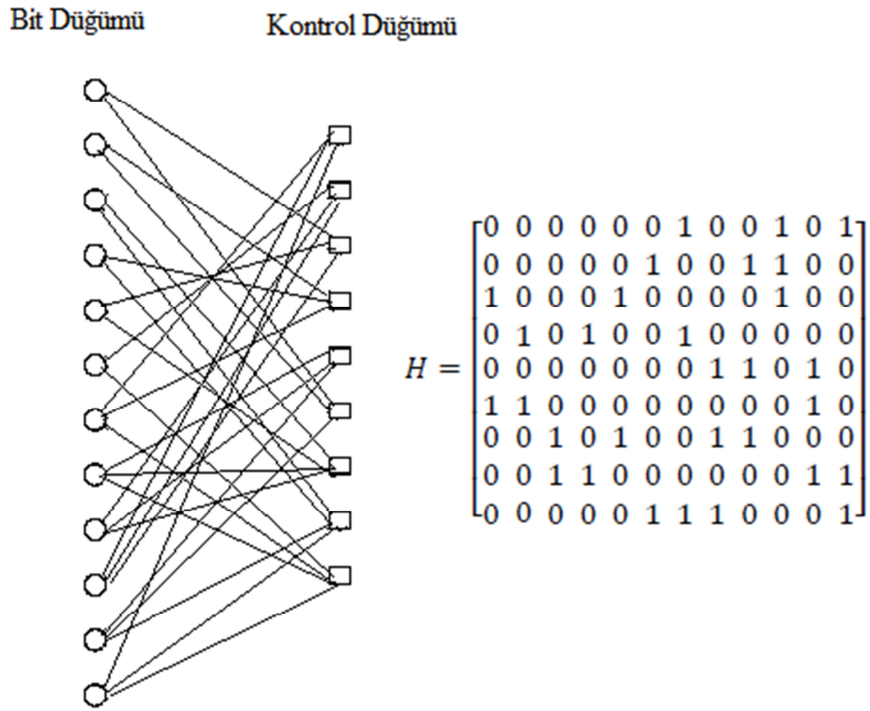 Bit Düğümü
Kontrol Düğümü
0 0 0 0 0 0 1 0 0 1 0 1
0 0 0 0 0 1 0 0 1 1 0 0
1 0 0 0 1 0 0 0 0 1 0 0
0 1 0 1 0 0 1 0 0 0 0 0
H = 0 0 0 0 0 0 0 1 1 0 1 0
1 1 0 0 0 0 0 0 0 0 1 0
0 0 1 0 1 0 0 1 1 0 0 0
0 0 1 1 0 0 0 0 0 0 1 1
0 0 0 0 0 1 1 1 0 0 0 1